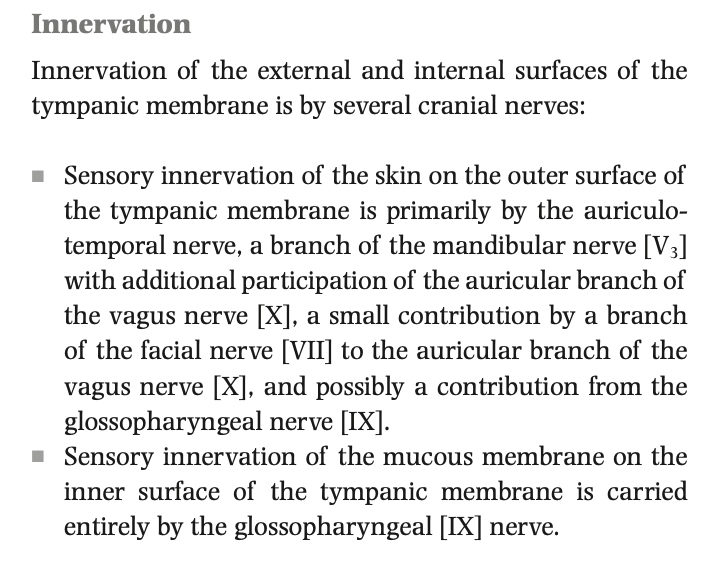 Innervation
Innervation of the external and internal surfaces of the
tympanic membrane is by several cranial nerves:
■ Sensory innervation of the skin on the outer surface of
the tympanic membrane is primarily by the auriculo-
temporal nerve, a branch of the mandibular nerve [V₃]
with additional participation of the auricular branch of
the vagus nerve [X], a small contribution by a branch
of the facial nerve [VII] to the auricular branch of the
vagus nerve [X], and possibly a contribution from the
glossopharyngeal nerve [IX].
■ Sensory innervation of the mucous membrane on the
inner surface of the tympanic membrane is carried
entirely by the glossopharyngeal [IX] nerve.